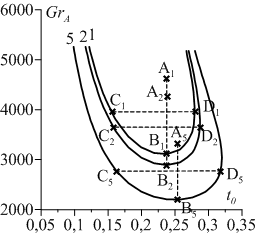 6000
Gr_A
5 2 1
A₁
5000
A₂
C₁ D₁
4000
C₂ B₁ A₅ D₂
3000
C₅ B₂ D₅
B₅ t₀
2000
0,05 0,1 0,15 0,2 0,25 0,3 0,35